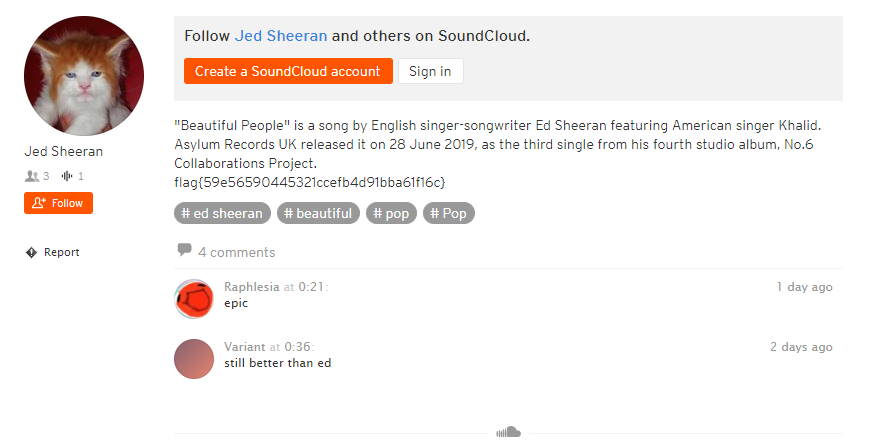 Follow Jed Sheeran and others on SoundCloud.
Create a SoundCloud account Sign in
"Beautiful People" is a song by English singer-songwriter Ed Sheeran featuring American singer Khalid.
Asylum Records UK released it on 28 June 2019, as the third single from his fourth studio album, No.6
Collaborations Project.
flag{59e56590445321ccefb4d91bba61f16c}
Jed Sheeran
3 1
Follow
# ed sheeran # beautiful # pop # Pop
Report
4 comments
Raphlesia at 0:21: 1 day ago
epic
Variant at 0:36: 2 days ago
still better than ed